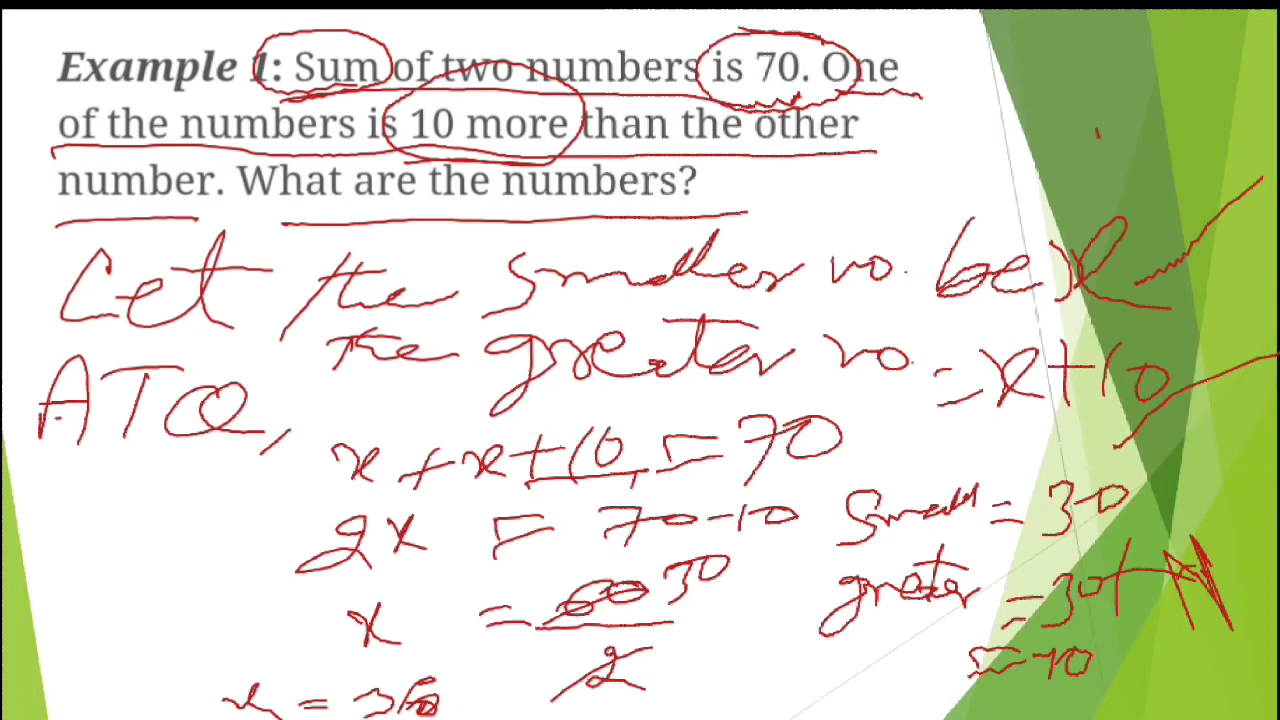 Example 1: Sum of two numbers is 70. One
of the numbers is 10 more than the other
number. What are the numbers?
Let the smaller no. be x
the greater no. = x+10
ATQ,
x + x+10 = 70
2x = 70-10
x = 60 30
2
x = 30
Small = 30
greater = 30+
=40